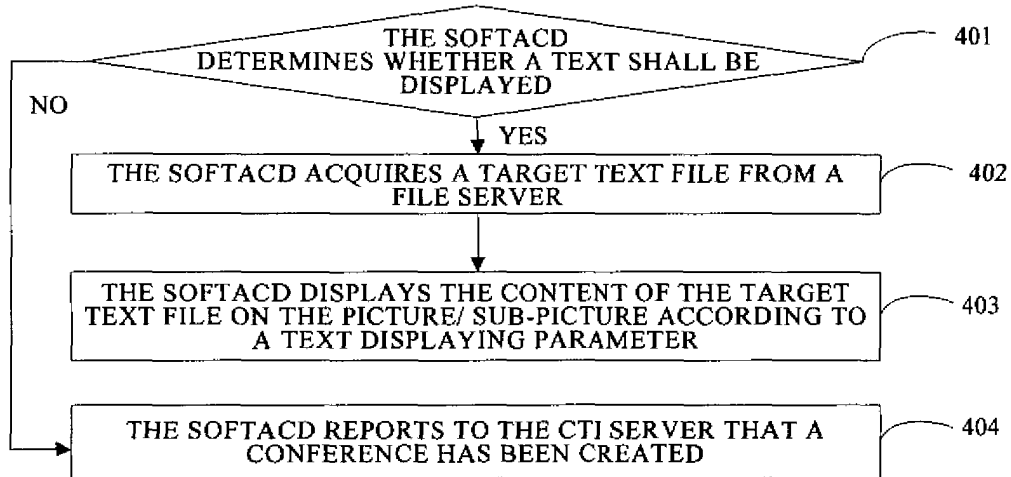 THE SOFTACD
DETERMINES WHETHER A TEXT SHALL BE
DISPLAYED
401
NO
YES
THE SOFTACD ACQUIRES A TARGET TEXT FILE FROM A
FILE SERVER
402
THE SOFTACD DISPLAYS THE CONTENT OF THE TARGET
TEXT FILE ON THE PICTURE/ SUB-PICTURE ACCORDING TO
A TEXT DISPLAYING PARAMETER
403
THE SOFTACD REPORTS TO THE CTI SERVER THAT A
CONFERENCE HAS BEEN CREATED
404